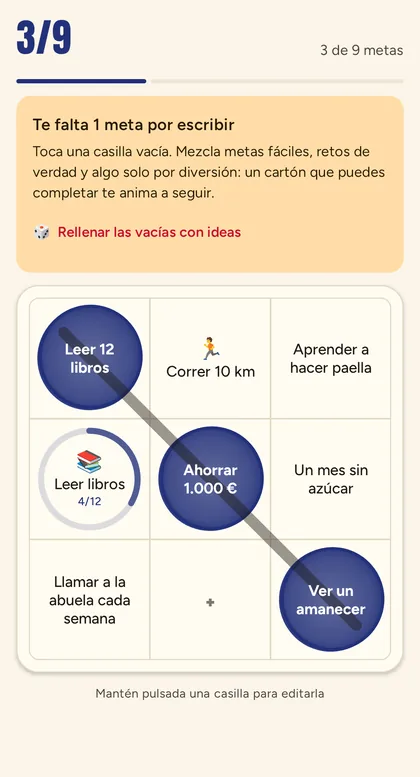 3/9
3 de 9 metas
Te falta 1 meta por escribir
Toca una casilla vacía. Mezcla metas fáciles, retos de
verdad y algo solo por diversión: un cartón que puedes
completar te anima a seguir.
Rellenar las vacías con ideas
Leer 12
libros
Correr 10 km
Aprender a
hacer paella
Leer libros
4/12
Ahorrar
1.000 €
Un mes sin
azúcar
Llamar a la
abuela cada
semana
+
Ver un
amanecer
Mantén pulsada una casilla para editarla